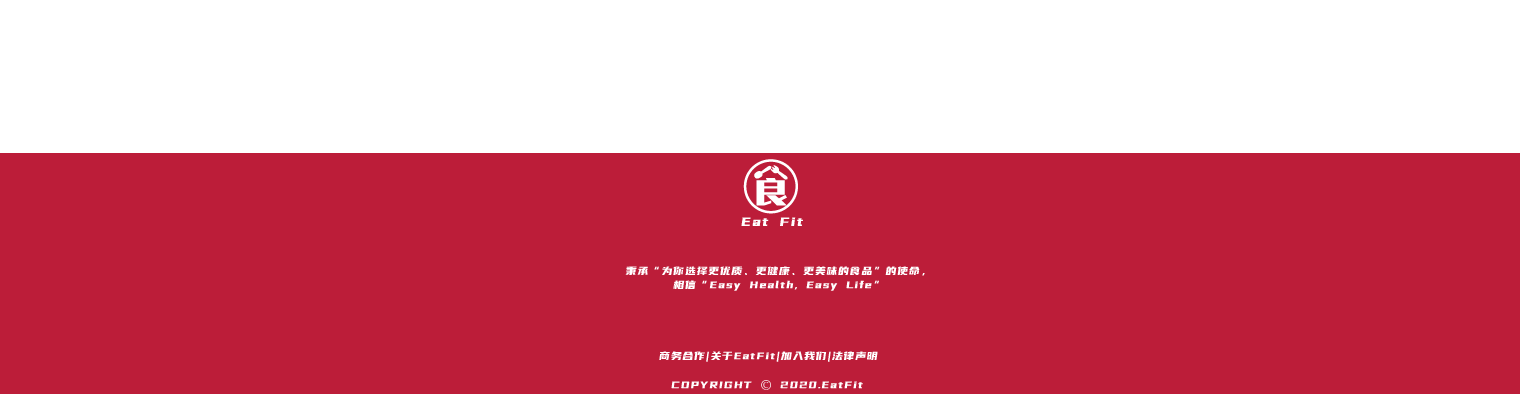 食
Eat Fit
秉承“为你选择更优质、更健康、更美味的食品”的使命，
相信“Easy Health, Easy Life”
商务合作|关于EatFit|加入我们|法律声明
COPYRIGHT © 2020.EatFit